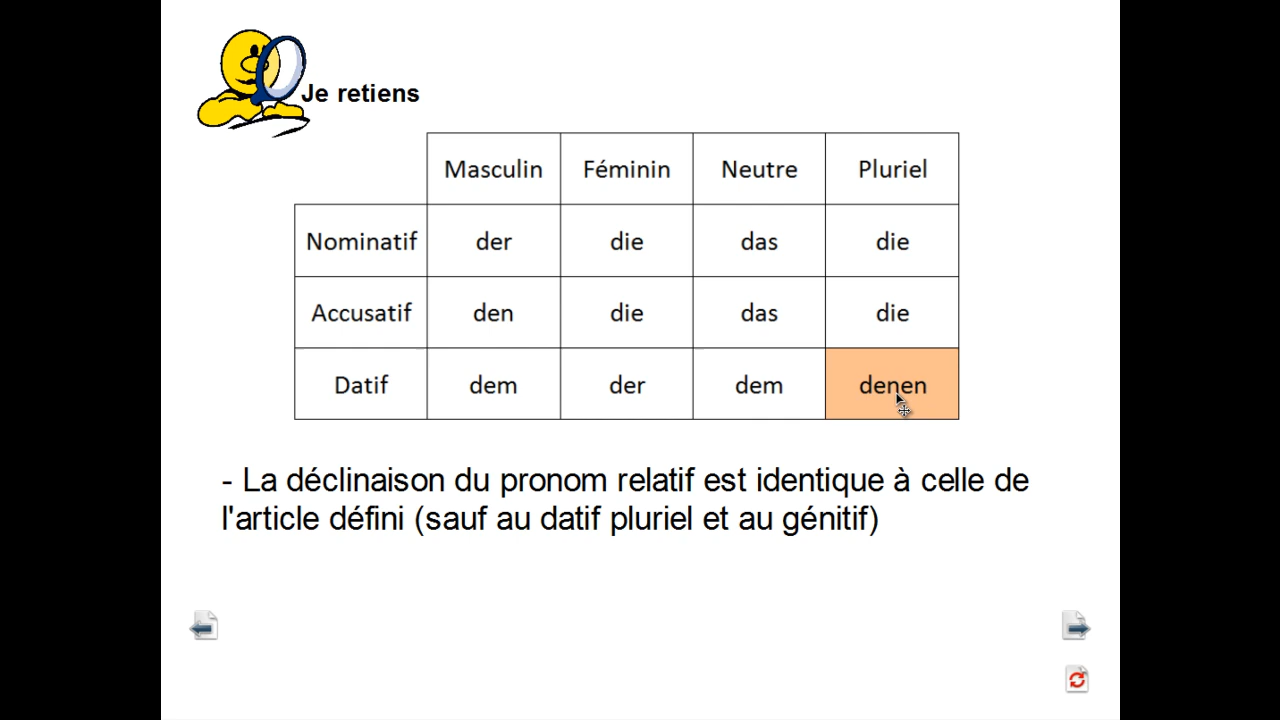 Je retiens
Masculin Féminin Neutre Pluriel
Nominatif der die das die
Accusatif den die das die
Datif dem der dem denen
- La déclinaison du pronom relatif est identique à celle de
l'article défini (sauf au datif pluriel et au génitif)